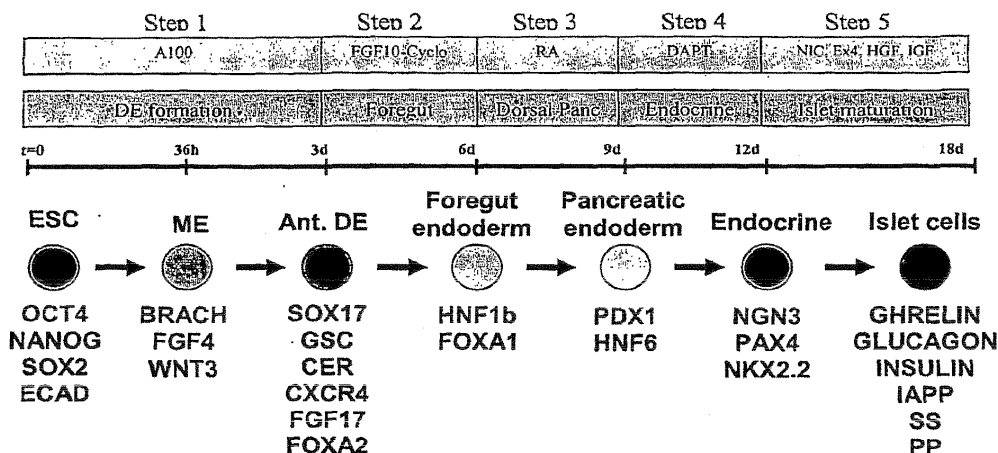 Step 1 Step 2 Step 3 Step 4 Step 5
A100 FGF10-Cyclo RA DAPT NIC, Ex4, HGF, IGF
DE formation Foregut Dorsal Panc Endocrine Islet maturation
t=0 36h 3d 6d 9d 12d 18d
ESC ME Ant. DE Foregut endoderm Pancreatic endoderm Endocrine Islet cells
OCT4 BRACH SOX17 HNF1b PDX1 NGN3 GHRELIN
NANOG FGF4 GSC FOXA1 HNF6 PAX4 GLUCAGON
SOX2 WNT3 CER NKX2.2 INSULIN
ECAD CXCR4 IAPP
FGF17 SS
FOXA2 PP